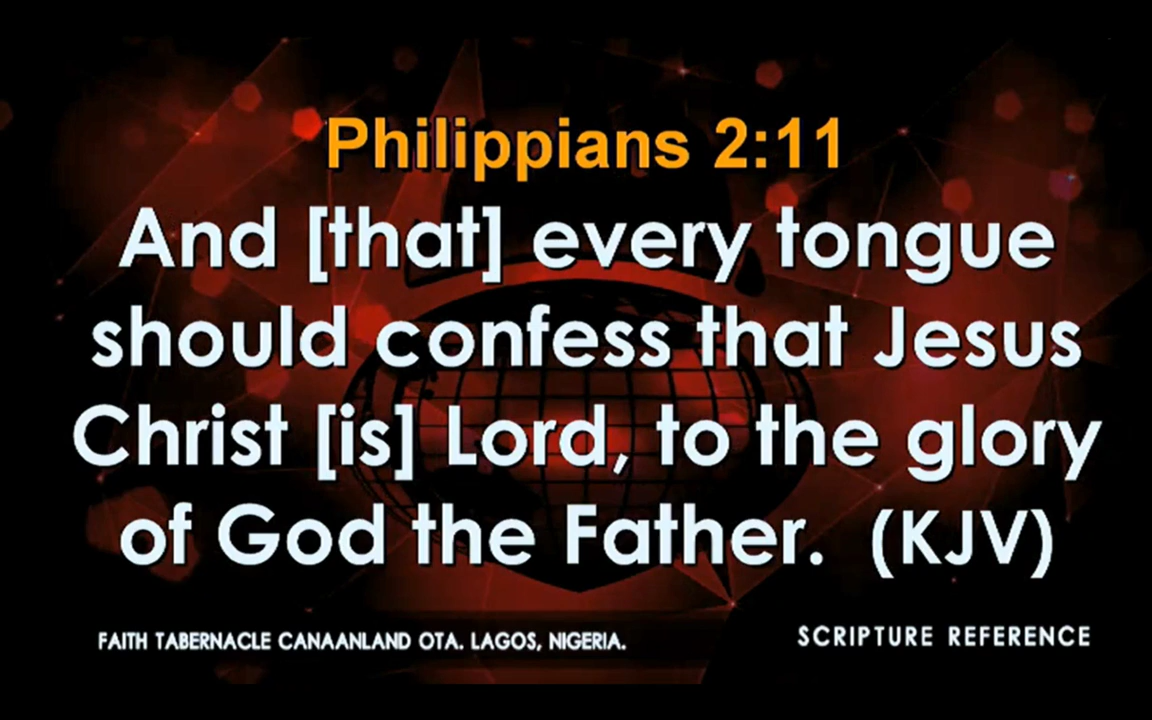 Philippians 2:11
And [that] every tongue
should confess that Jesus
Christ [is] Lord, to the glory
of God the Father. (KJV)
FAITH TABERNACLE CANAANLAND OTA. LAGOS, NIGERIA.
SCRIPTURE REFERENCE